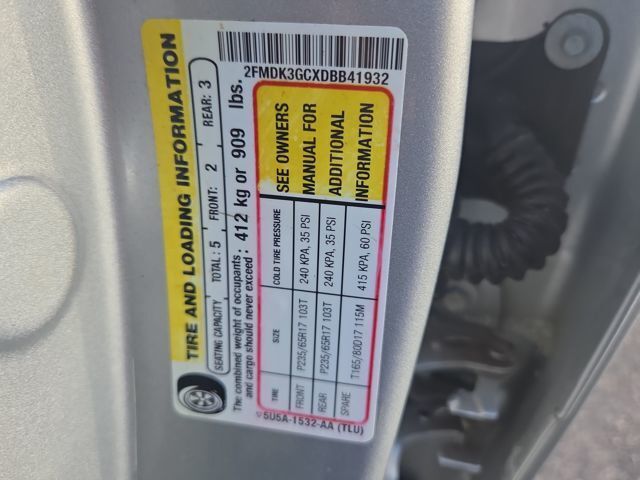 TIRE AND LOADING INFORMATION
SEATING CAPACITY TOTAL: 5 FRONT: 2 REAR: 3
The combined weight of occupants and cargo should never exceed: 412 kg or 909 lbs.
TIRE SIZE COLD TIRE PRESSURE SEE OWNERS
FRONT P235/65R17 103T 240 KPA, 35 PSI MANUAL FOR
REAR P235/65R17 103T 240 KPA, 35 PSI ADDITIONAL
SPARE T165/80D17 115M 415 KPA, 60 PSI INFORMATION
5U5A-1532-AA (TLU)
2FMDK3GCXDBB41932